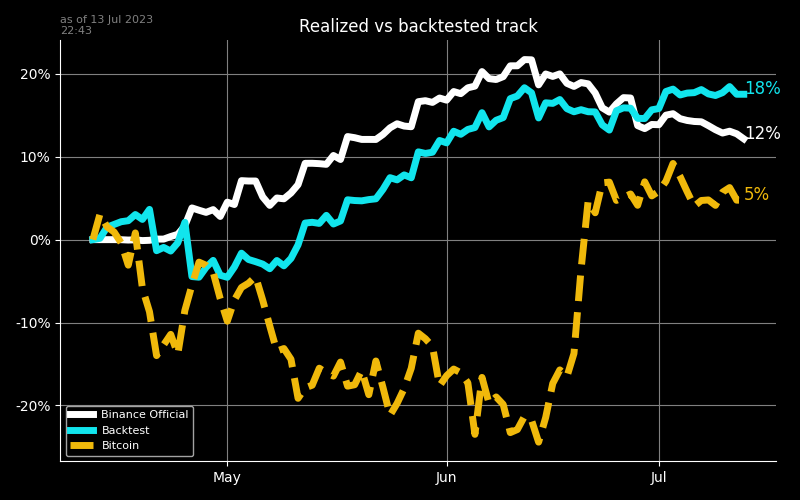 as of 13 Jul 2023
22:43
Realized vs backtested track
20%
10%
0%
-10%
-20%
18%
12%
5%
Binance Official
Backtest
Bitcoin
May
Jun
Jul